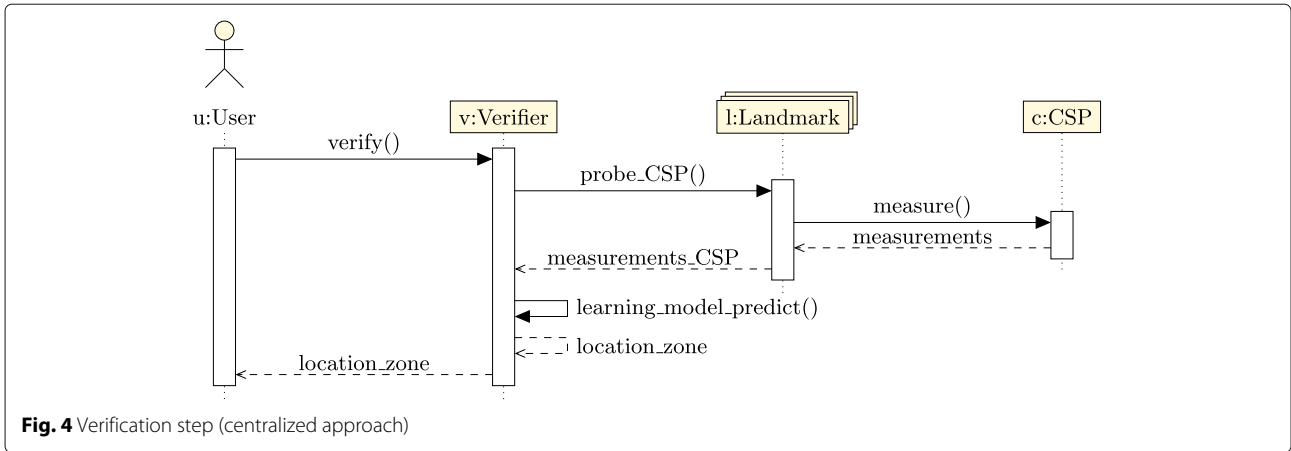 u:User
v:Verifier
l:Landmark
c:CSP
verify()
probe_CSP()
measure()
measurements
measurements_CSP
learning_model_predict()
location_zone
location_zone
Fig. 4 Verification step (centralized approach)